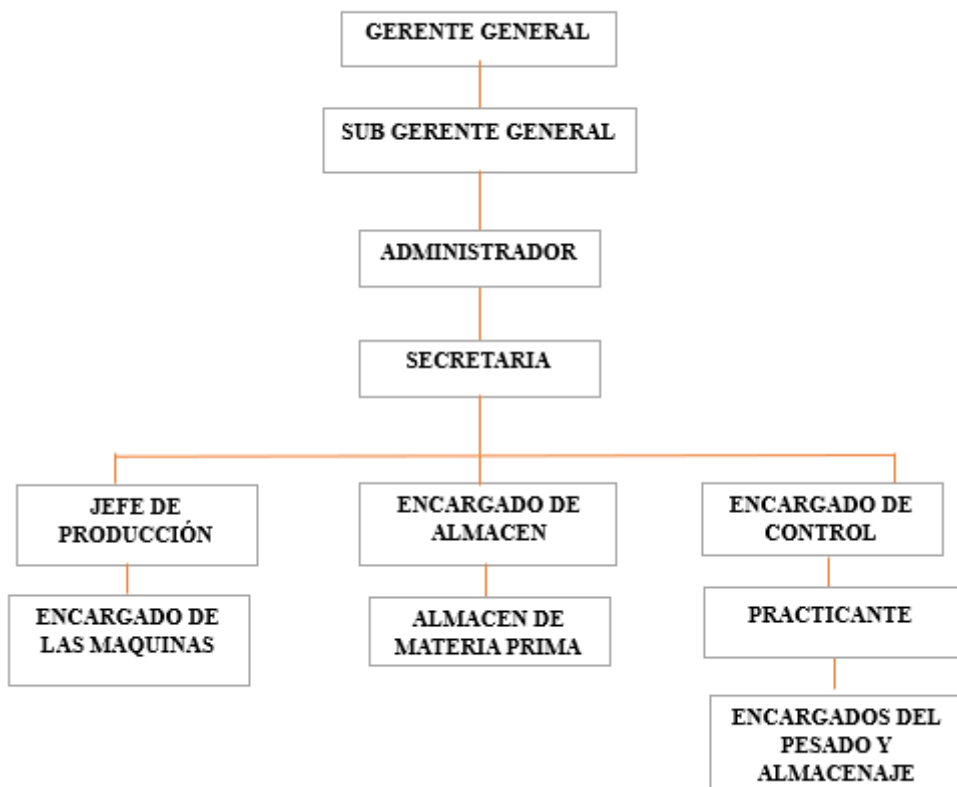 GERENTE GENERAL
SUB GERENTE GENERAL
ADMINISTRADOR
SECRETARIA
JEFE DE
PRODUCCIÓN
ENCARGADO DE
ALMACEN
ENCARGADO DE
CONTROL
ENCARGADO DE
LAS MAQUINAS
ALMACEN DE
MATERIA PRIMA
PRACTICANTE
ENCARGADOS DEL
PESADO Y
ALMACENAJE